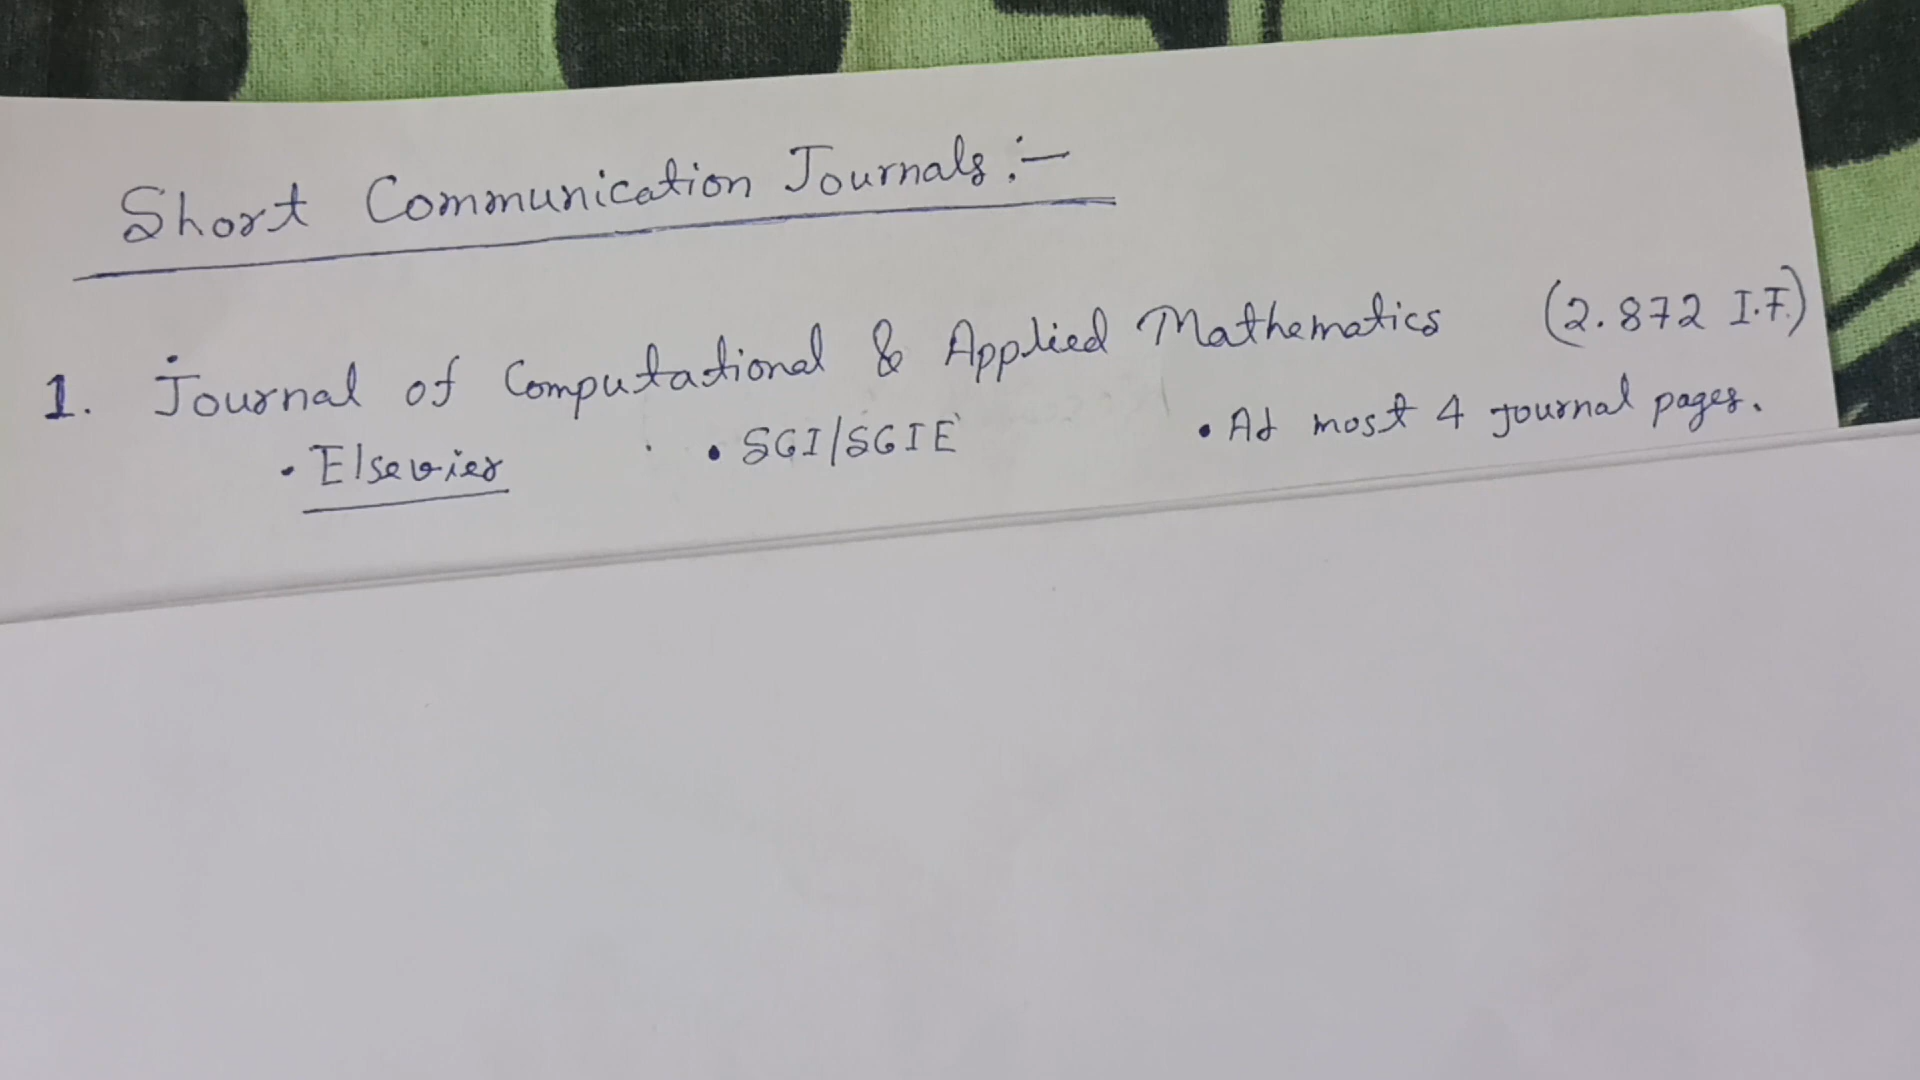 Short Communication Journals :-
1. Journal of Computational & Applied Mathematics (2.872 I.F.)
• Elsevier • SCI/SCIE • At most 4 journal pages.